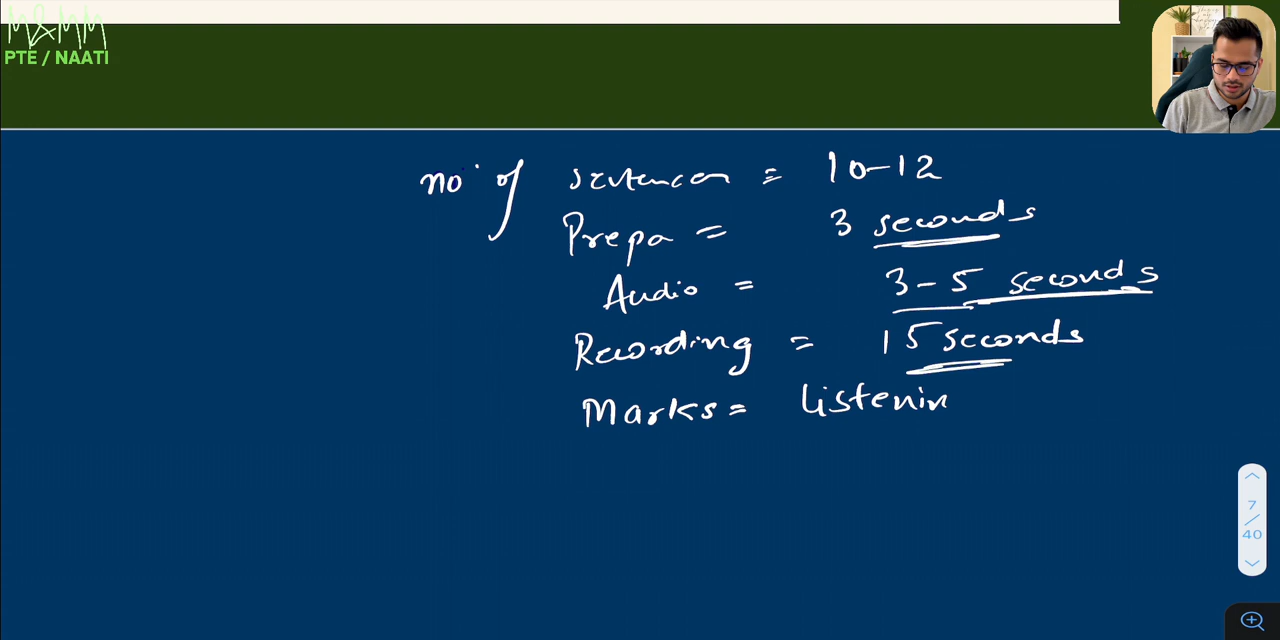 M&MM
PTE / NAATI
no. of sentences = 10-12
Prepa = 3 seconds
Audio = 3-5 seconds
Recording = 15 seconds
Marks = Listenin
7
/
40